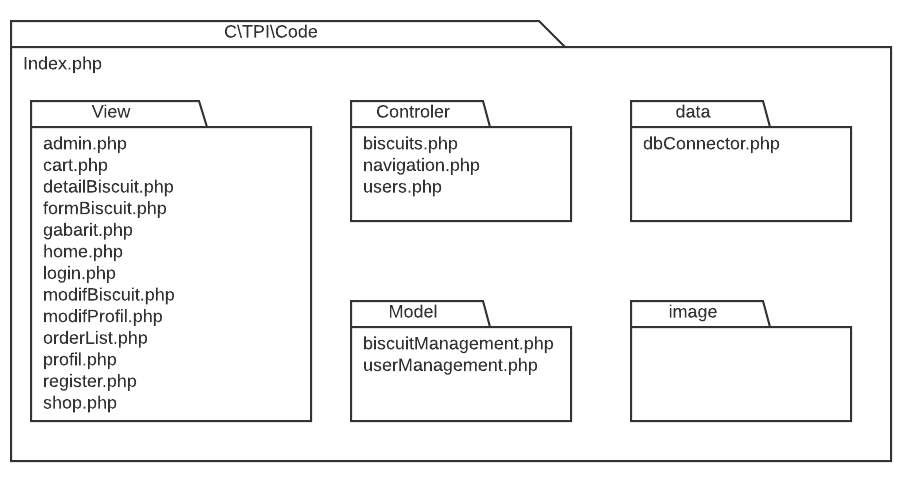 C\TPI\Code
Index.php
View
admin.php
cart.php
detailBiscuit.php
formBiscuit.php
gabarit.php
home.php
login.php
modifBiscuit.php
modifProfil.php
orderList.php
profil.php
register.php
shop.php
Controler
biscuits.php
navigation.php
users.php
data
dbConnector.php
Model
biscuitManagement.php
userManagement.php
image